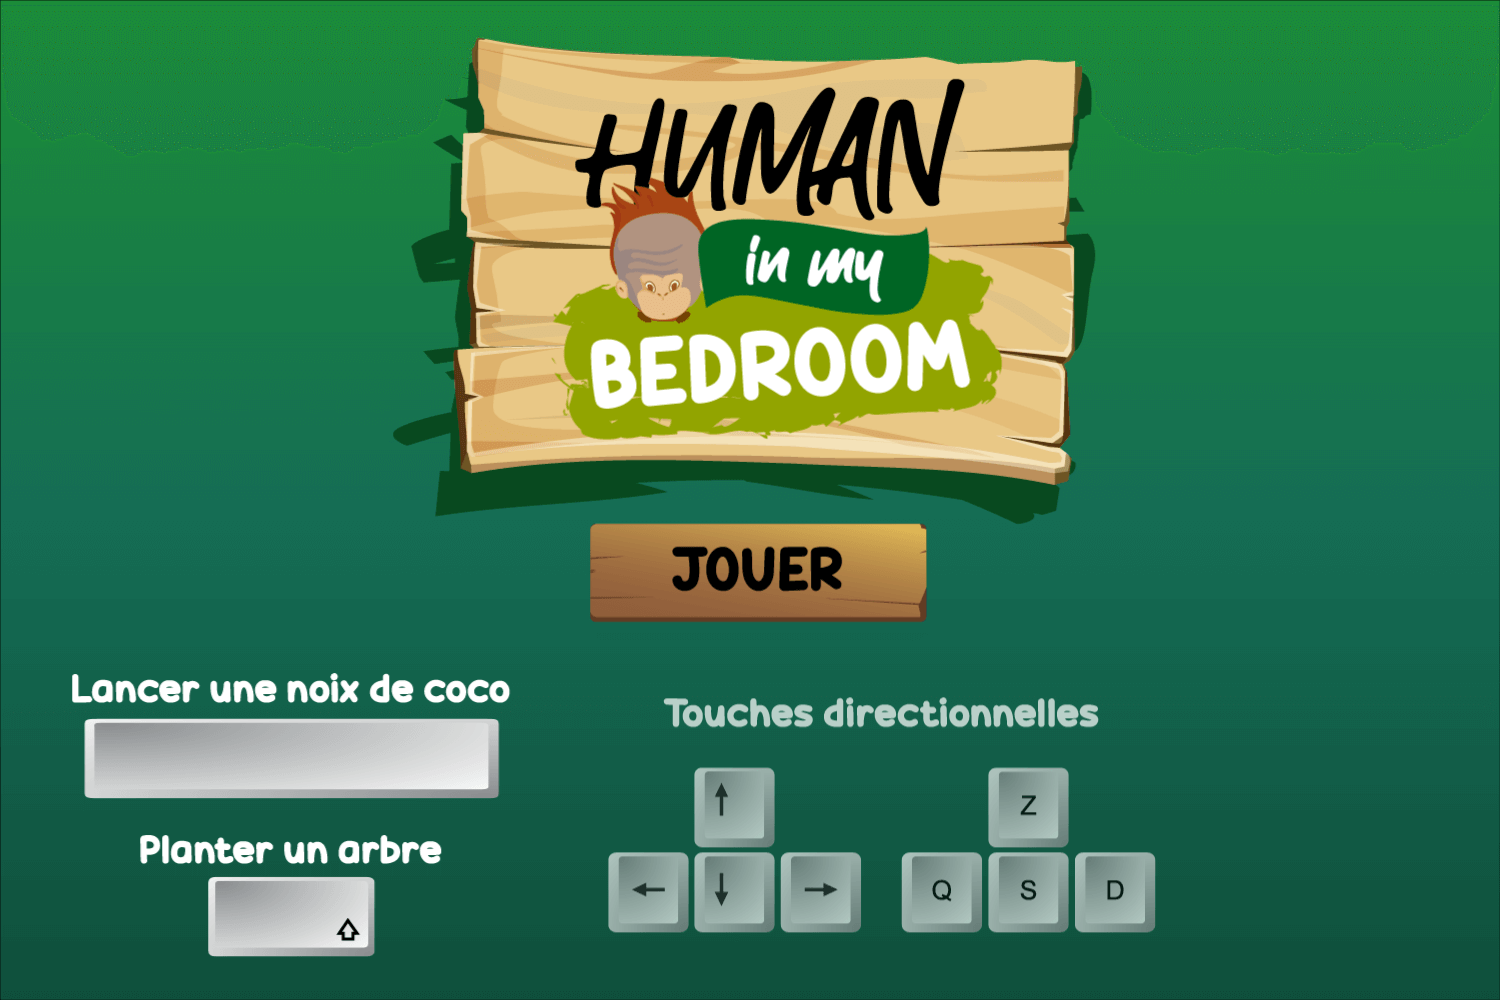 HUMAN
in my
BEDROOM
JOUER
Lancer une noix de coco
Touches directionnelles
Planter un arbre
↑
Z
← ↓ →
Q S D